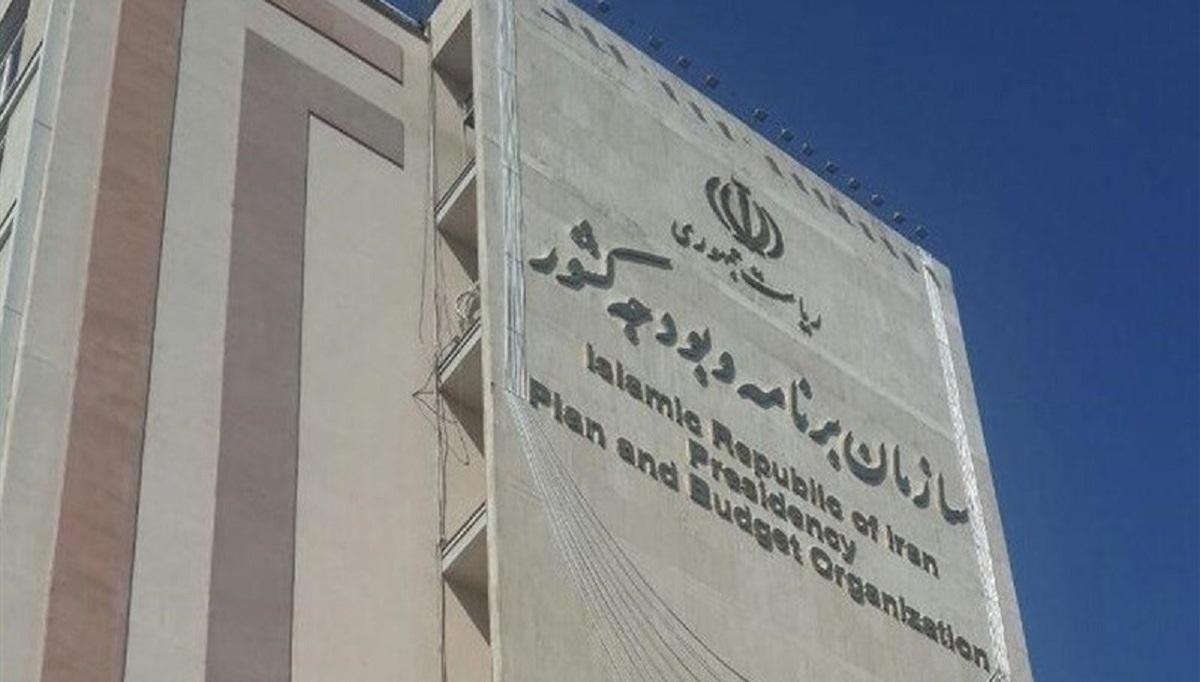 ریاست جمهوری
سازمان برنامه و بودجه کشور
Islamic Republic of Iran
Presidency
Plan and Budget Organization